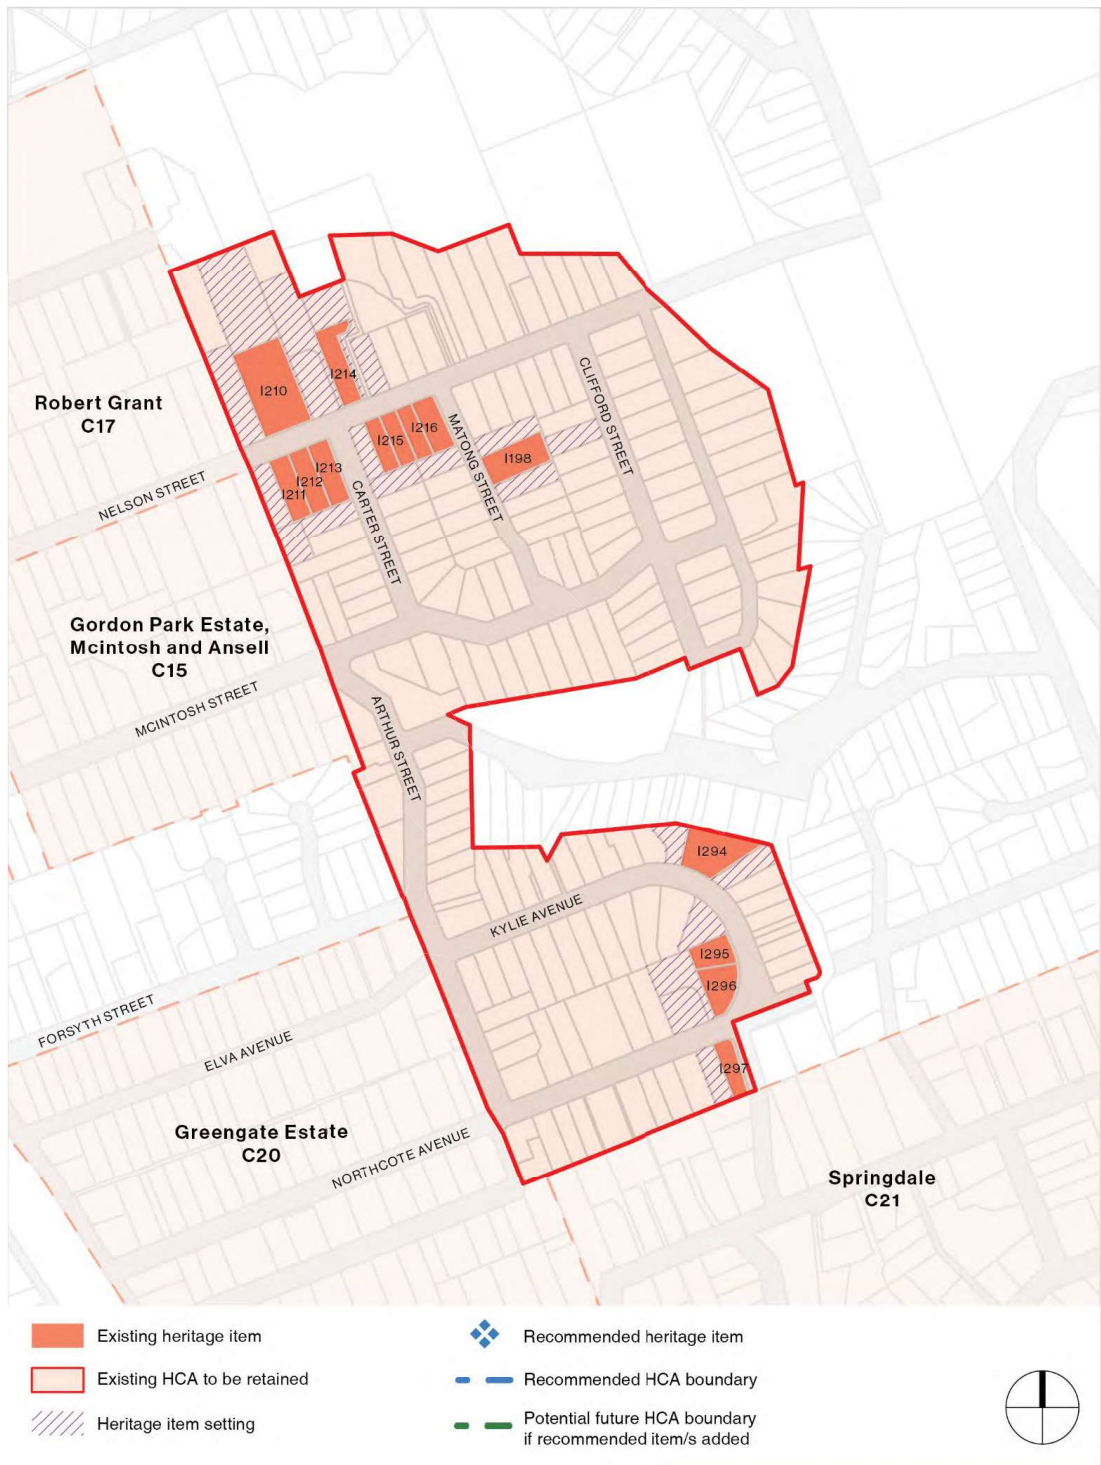 I210
I214
Robert Grant
C17
I215
I216
MATONG STREET
CLIFFORD STREET
I198
I213
I212
I211
NELSON STREET
CARTER STREET
Gordon Park Estate,
Mcintosh and Ansell
C15
MCINTOSH STREET
ARTHUR STREET
I294
KYLIE AVENUE
I295
I296
FORSYTH STREET
ELVA AVENUE
I297
Greengate Estate
C20
NORTHCOTE AVENUE
Springdale
C21
Existing heritage item
Existing HCA to be retained
Heritage item setting
Recommended heritage item
Recommended HCA boundary
Potential future HCA boundary
if recommended item/s added